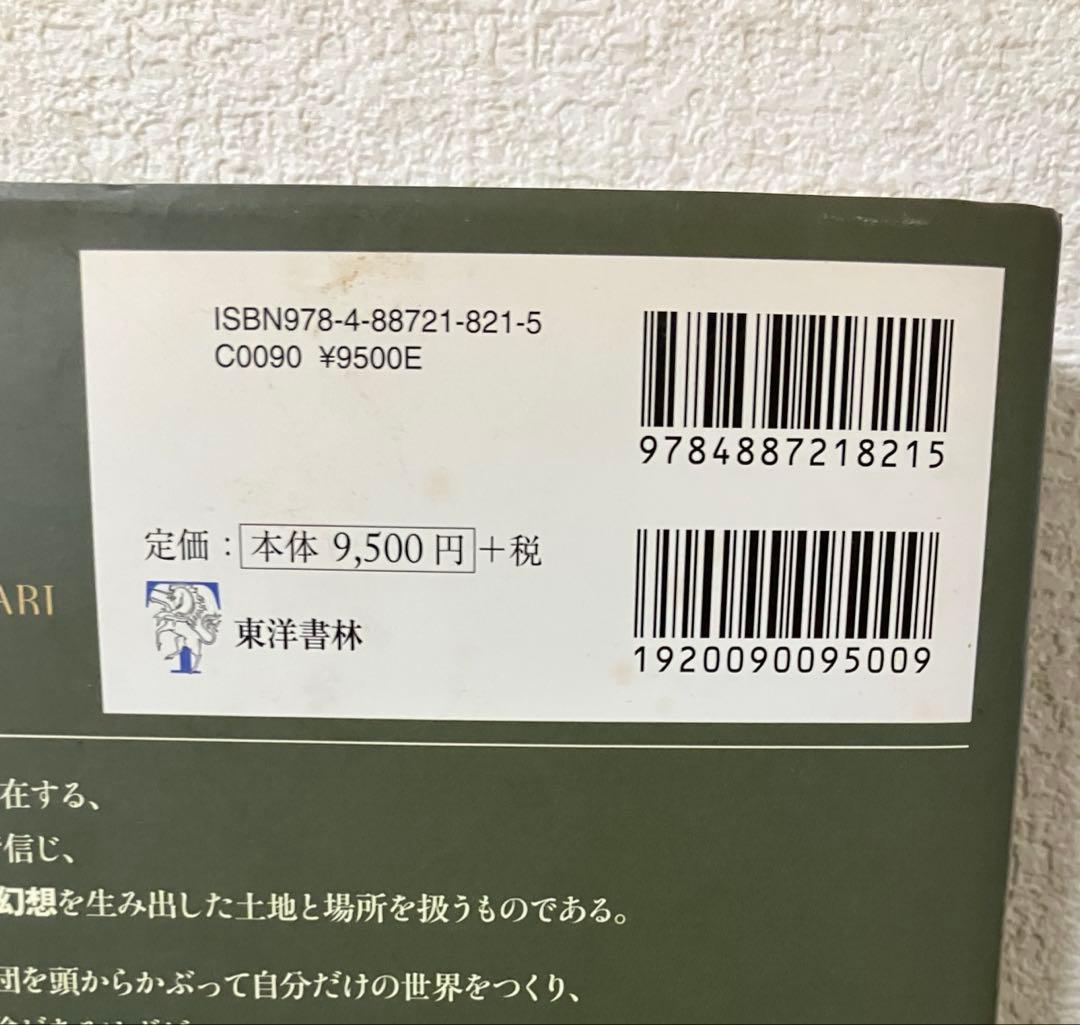 ISBN978-4-88721-821-5
C0090 ¥9500E
9784887218215
定価：本体 9,500 円＋税
東洋書林
1920090095009
ARI
在する、
信じ、
幻想を生み出した土地と場所を扱うものである。
団を頭からかぶって自分だけの世界をつくり、